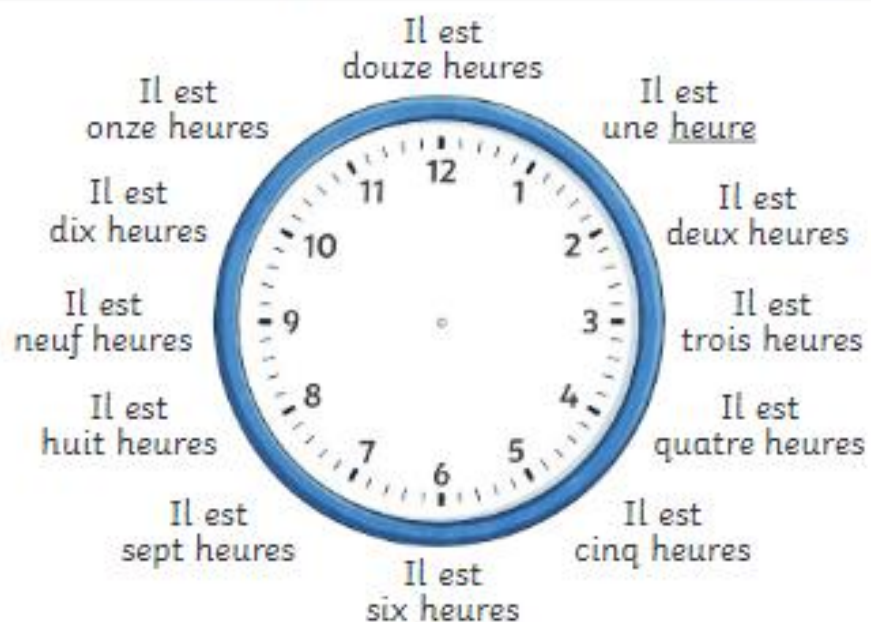 Il est
douze heures
Il est
une heure
Il est
deux heures
Il est
trois heures
Il est
quatre heures
Il est
cinq heures
Il est
six heures
Il est
sept heures
Il est
huit heures
Il est
neuf heures
Il est
dix heures
Il est
onze heures
12
1
2
3
4
5
6
7
8
9
10
11